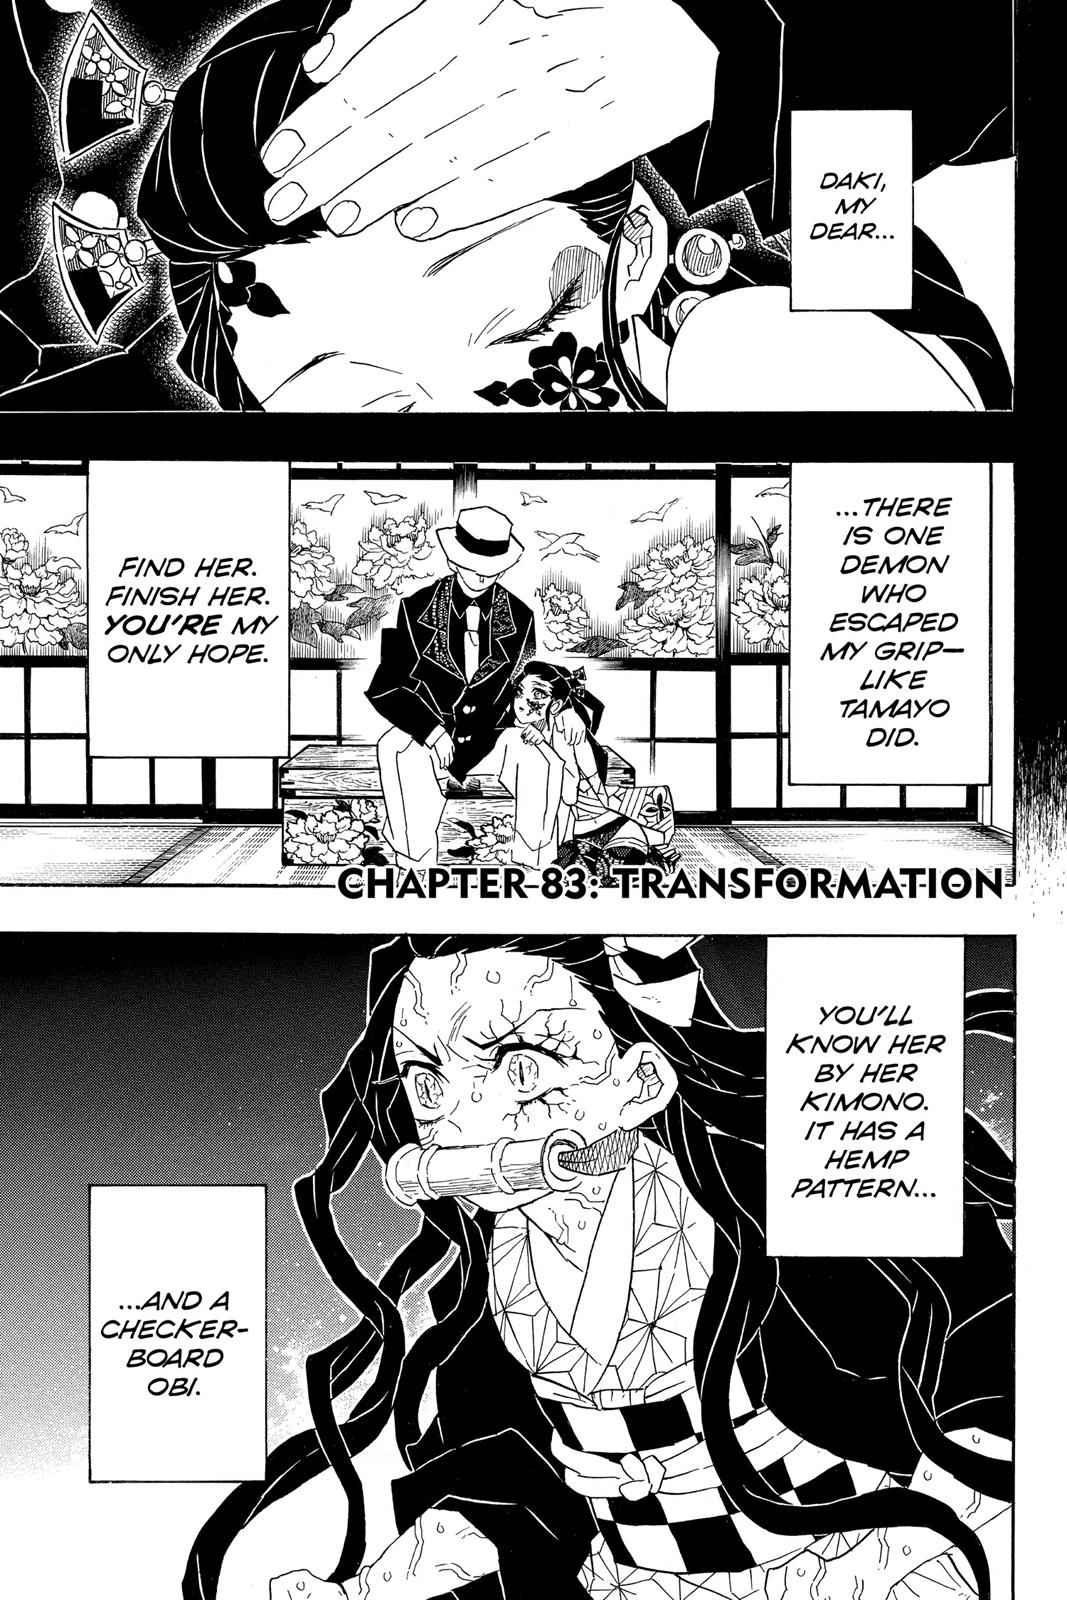 DAKI,
MY
DEAR...
...THERE
IS ONE
DEMON
WHO
ESCAPED
MY GRIP—
LIKE
TAMAYO
DID.
FIND HER.
FINISH HER.
YOU'RE MY
ONLY HOPE.
CHAPTER 83: TRANSFORMATION
YOU'LL
KNOW HER
BY HER
KIMONO.
IT HAS A
HEMP
PATTERN...
...AND A
CHECKER-
BOARD
OBI.